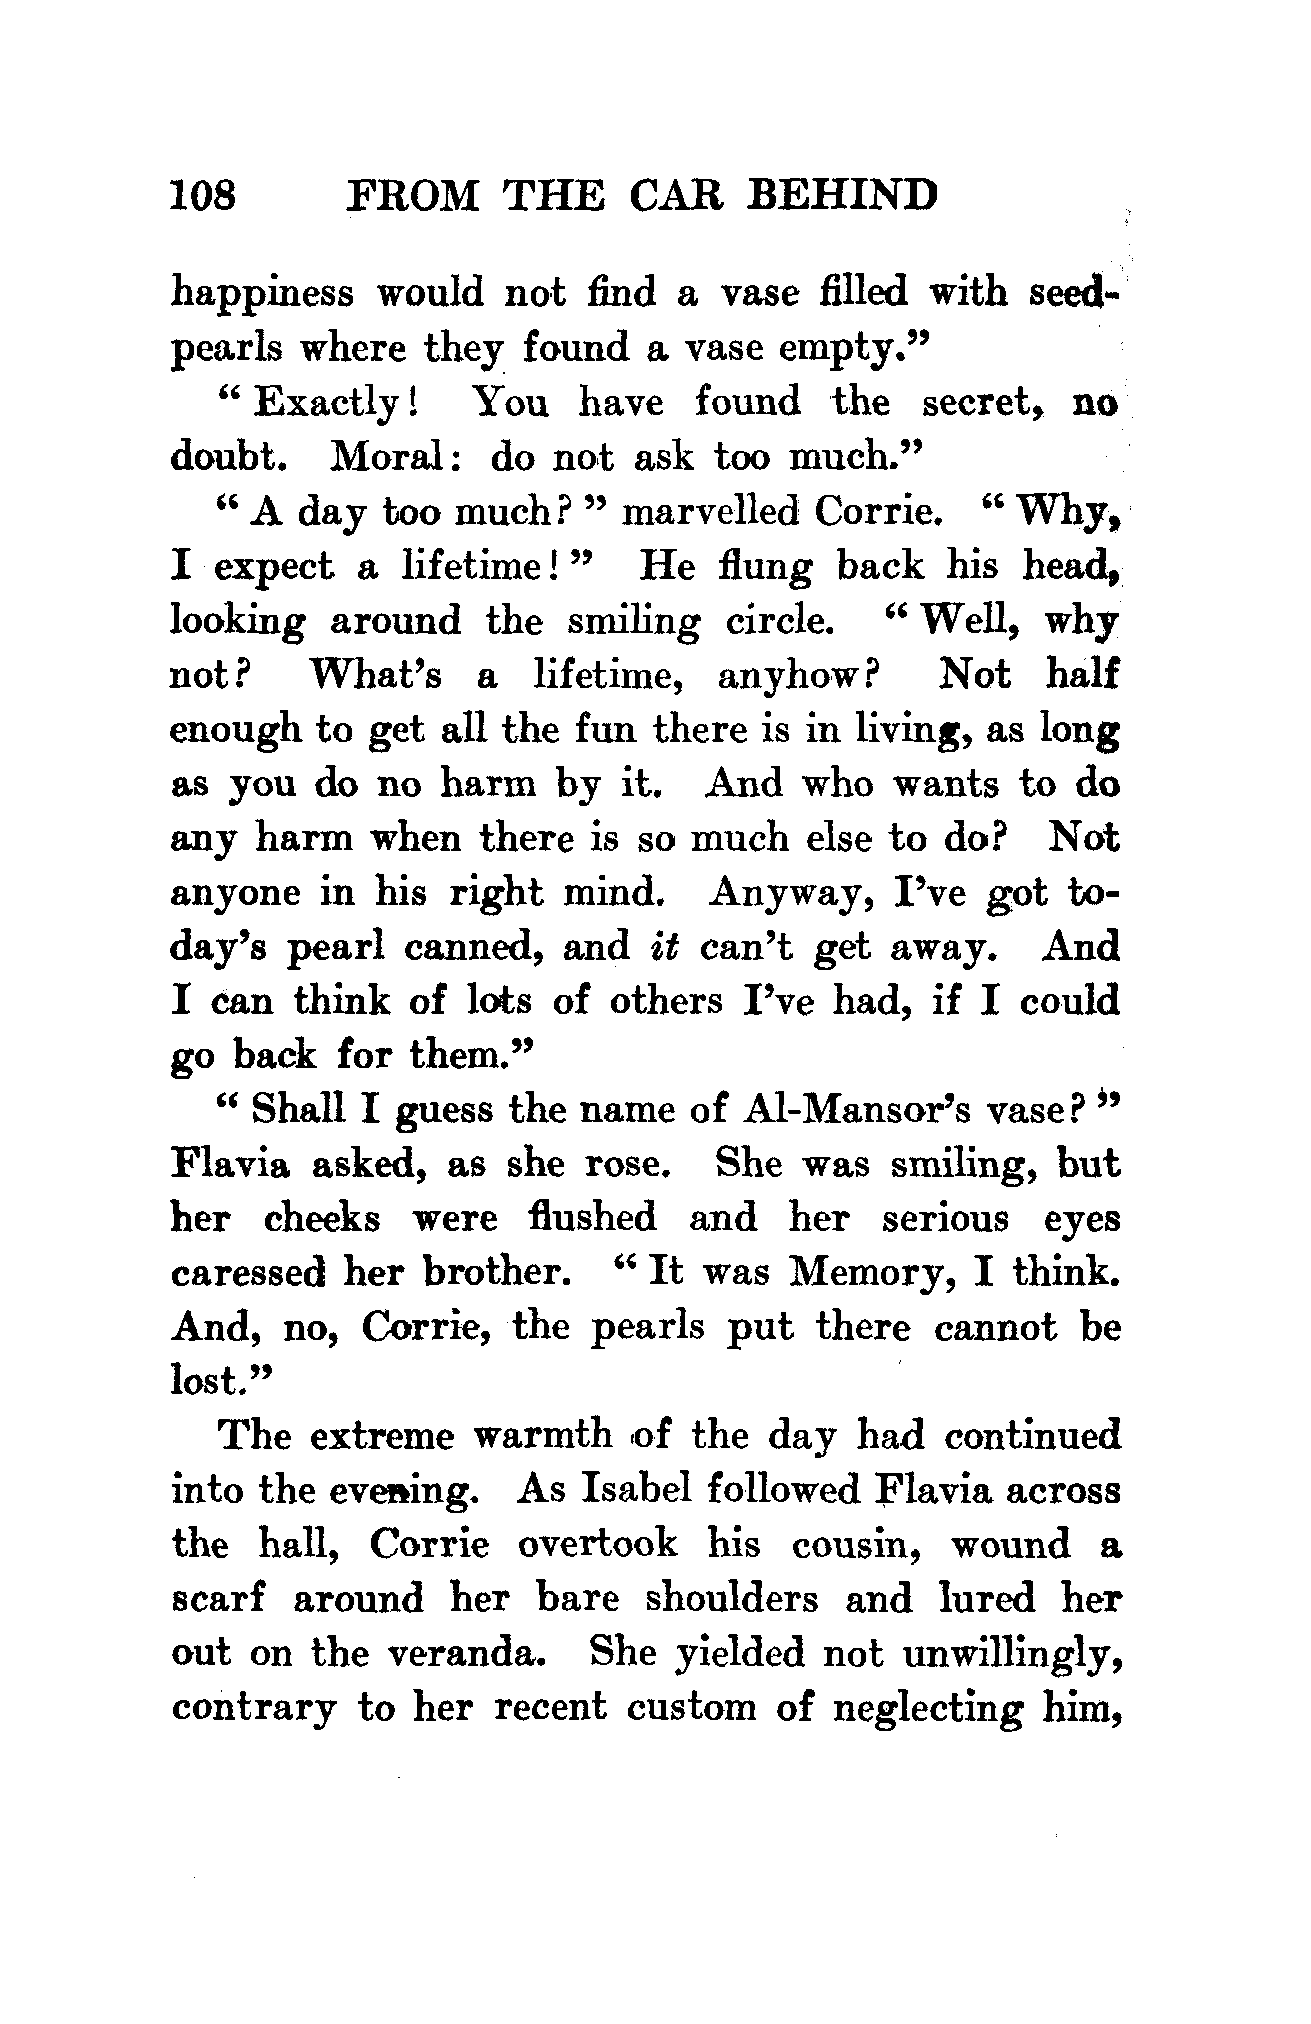 108 FROM THE CAR BEHIND
happiness would not find a vase filled with seed-
pearls where they found a vase empty."
" Exactly! You have found the secret, no
doubt. Moral: do not ask too much."
" A day too much? " marvelled Corrie. " Why,
I expect a lifetime! " He flung back his head,
looking around the smiling circle. " Well, why
not? What's a lifetime, anyhow? Not half
enough to get all the fun there is in living, as long
as you do no harm by it. And who wants to do
any harm when there is so much else to do? Not
anyone in his right mind. Anyway, I've got to-
day's pearl canned, and it can't get away. And
I can think of lots of others I've had, if I could
go back for them."
" Shall I guess the name of Al-Mansor's vase? "
Flavia asked, as she rose. She was smiling, but
her cheeks were flushed and her serious eyes
caressed her brother. " It was Memory, I think.
And, no, Corrie, the pearls put there cannot be
lost."
The extreme warmth of the day had continued
into the evening. As Isabel followed Flavia across
the hall, Corrie overtook his cousin, wound a
scarf around her bare shoulders and lured her
out on the veranda. She yielded not unwillingly,
contrary to her recent custom of neglecting him,